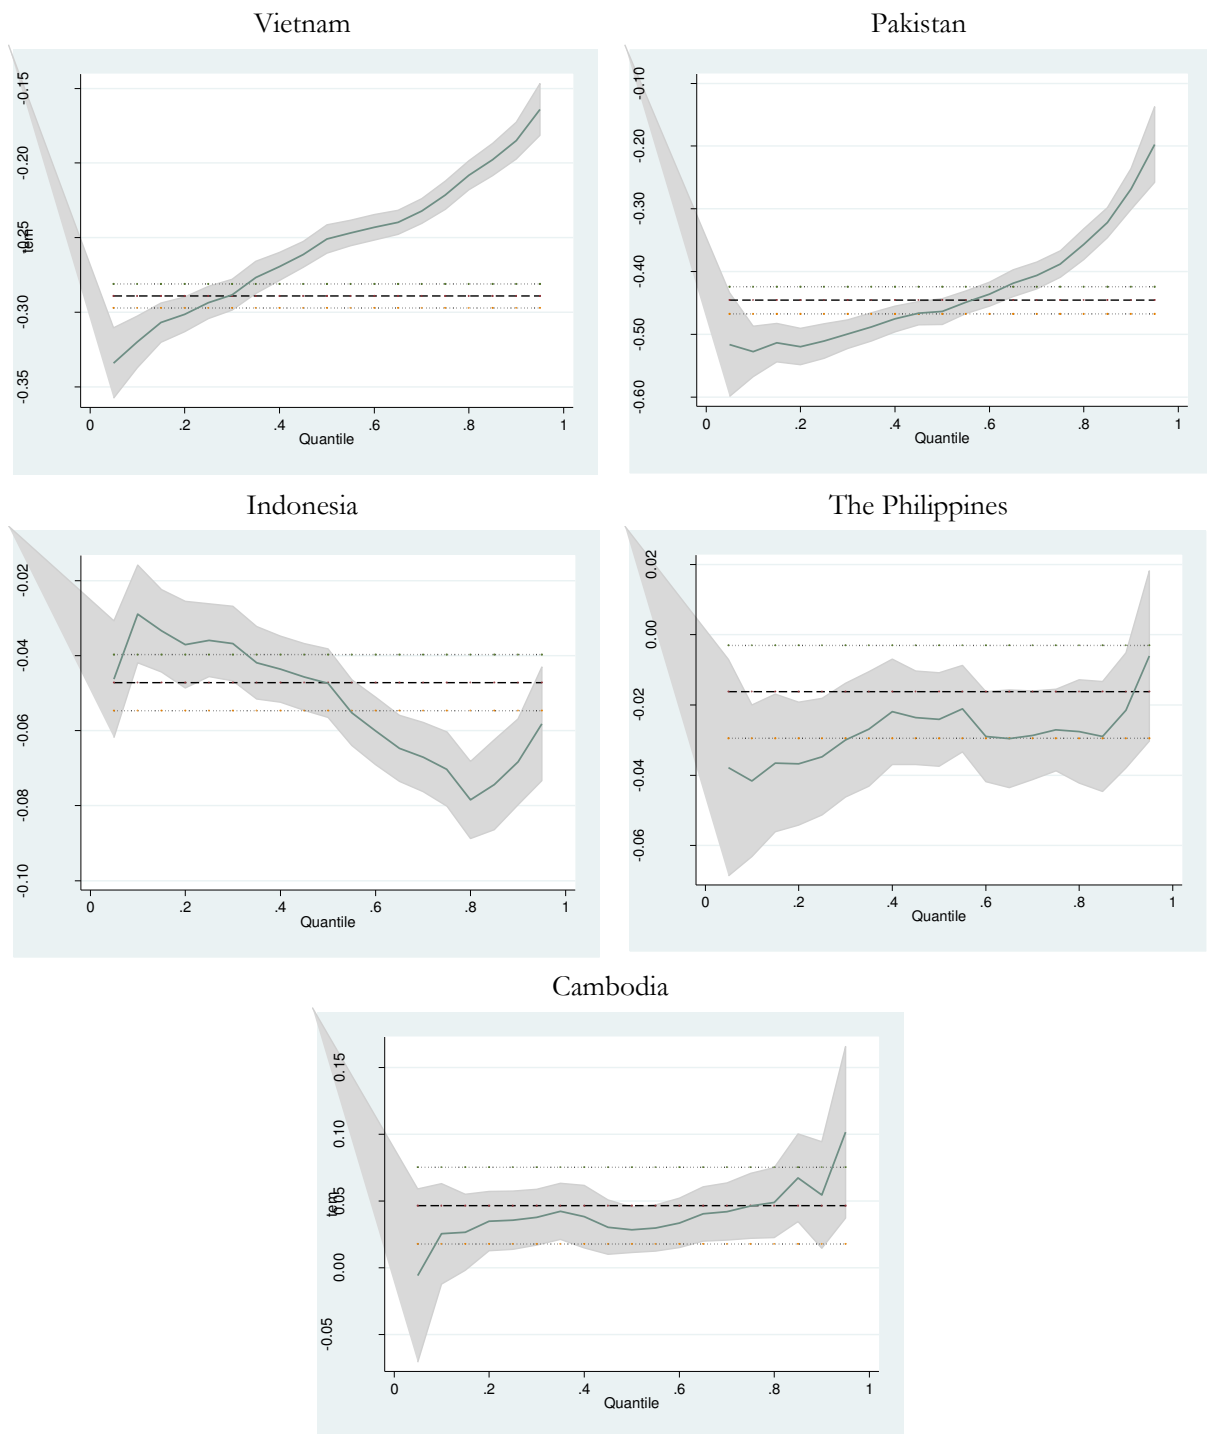 Vietnam
-0.15
-0.20
-0.25
-0.30
-0.35
tem
0 .2 .4 .6 .8 1
Quantile
Pakistan
-0.10
-0.20
-0.30
-0.40
-0.50
-0.60
0 .2 .4 .6 .8 1
Quantile
Indonesia
-0.02
-0.04
-0.06
-0.08
-0.10
0 .2 .4 .6 .8 1
Quantile
The Philippines
0.02
0.00
-0.02
-0.04
-0.06
0 .2 .4 .6 .8 1
Quantile
Cambodia
0.15
0.10
0.05
0.00
-0.05
tem
0 .2 .4 .6 .8 1
Quantile